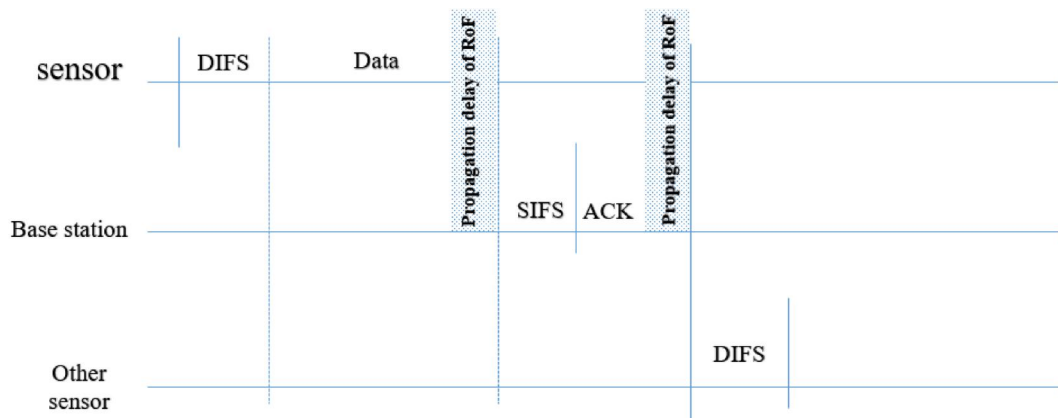 sensor
DIFS
Data
Propagation delay of RoF
Propagation delay of RoF
Base station
SIFS
ACK
Other
sensor
DIFS